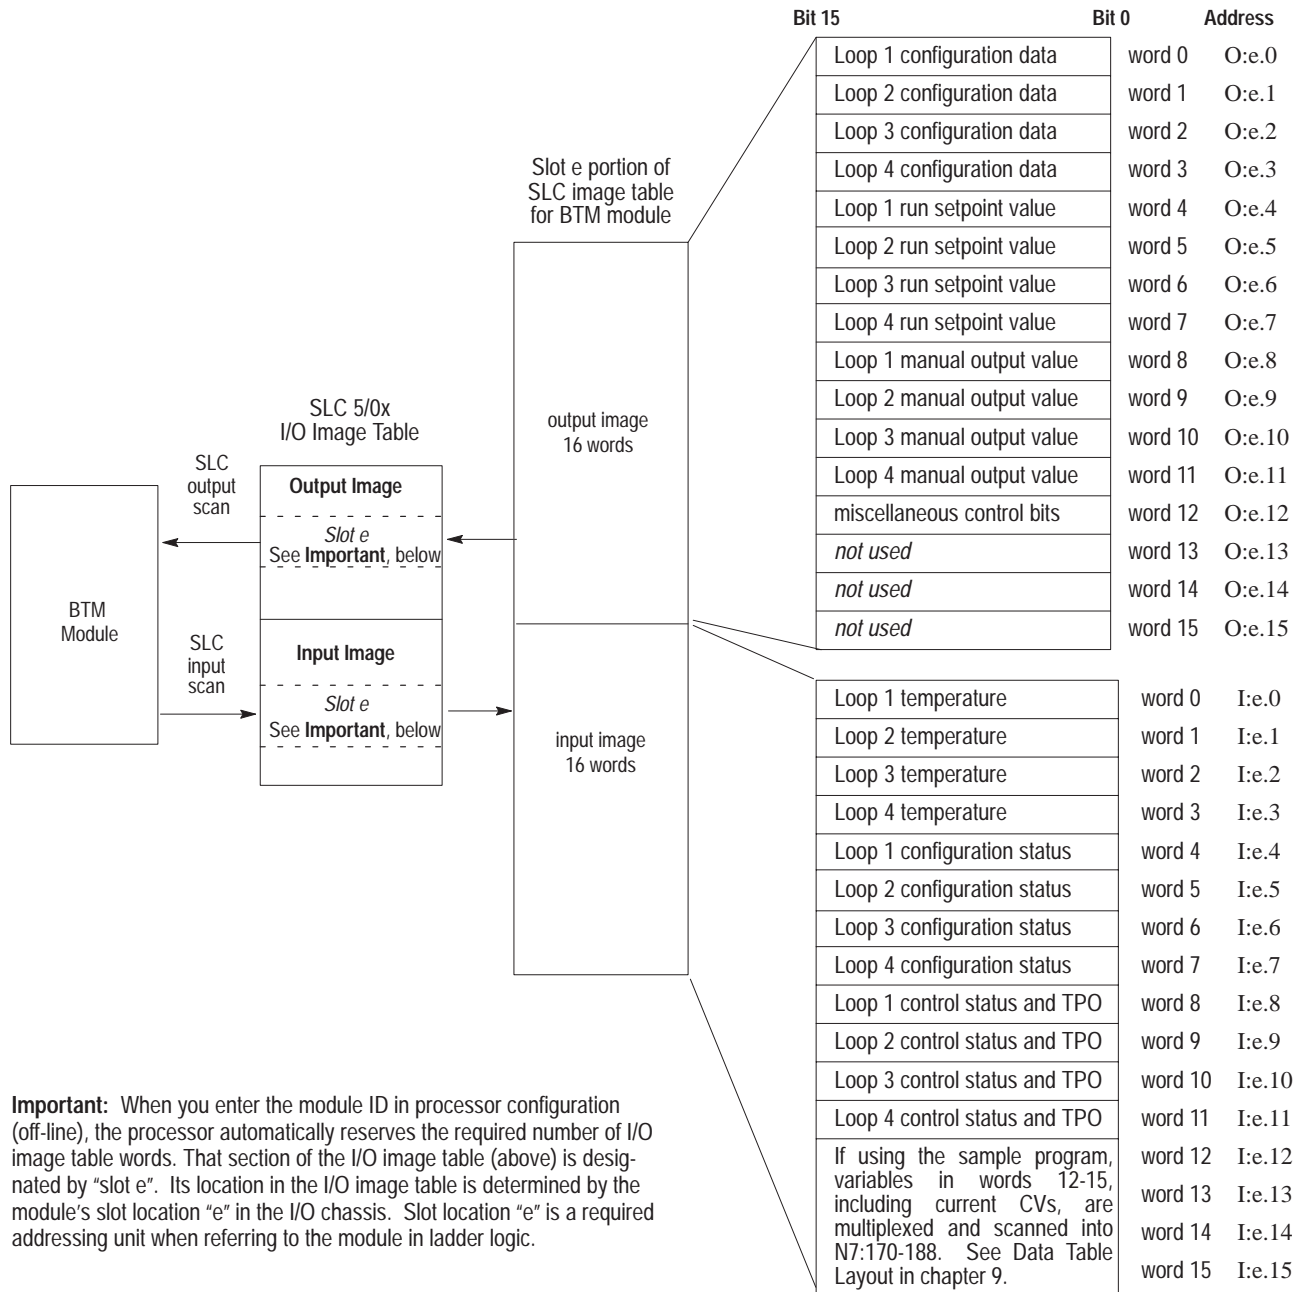 Bit 15 Bit 0 Address
Loop 1 configuration data word 0 O:e.0
Loop 2 configuration data word 1 O:e.1
Loop 3 configuration data word 2 O:e.2
Loop 4 configuration data word 3 O:e.3
Loop 1 run setpoint value word 4 O:e.4
Loop 2 run setpoint value word 5 O:e.5
Loop 3 run setpoint value word 6 O:e.6
Loop 4 run setpoint value word 7 O:e.7
Loop 1 manual output value word 8 O:e.8
Loop 2 manual output value word 9 O:e.9
Loop 3 manual output value word 10 O:e.10
Loop 4 manual output value word 11 O:e.11
miscellaneous control bits word 12 O:e.12
not used word 13 O:e.13
not used word 14 O:e.14
not used word 15 O:e.15
Slot e portion of
SLC image table
for BTM module
output image
16 words
input image
16 words
SLC 5/0x
I/O Image Table
Output Image
Slot e
See Important, below
Input Image
Slot e
See Important, below
SLC
output
scan
SLC
input
scan
BTM
Module
Loop 1 temperature word 0 I:e.0
Loop 2 temperature word 1 I:e.1
Loop 3 temperature word 2 I:e.2
Loop 4 temperature word 3 I:e.3
Loop 1 configuration status word 4 I:e.4
Loop 2 configuration status word 5 I:e.5
Loop 3 configuration status word 6 I:e.6
Loop 4 configuration status word 7 I:e.7
Loop 1 control status and TPO word 8 I:e.8
Loop 2 control status and TPO word 9 I:e.9
Loop 3 control status and TPO word 10 I:e.10
Loop 4 control status and TPO word 11 I:e.11
If using the sample program,
variables in words 12-15,
including current CVs, are
multiplexed and scanned into
N7:170-188. See Data Table
Layout in chapter 9.
word 12 I:e.12
word 13 I:e.13
word 14 I:e.14
word 15 I:e.15
Important: When you enter the module ID in processor configuration
(off-line), the processor automatically reserves the required number of I/O
image table words. That section of the I/O image table (above) is desig-
nated by “slot e”. Its location in the I/O image table is determined by the
module's slot location “e” in the I/O chassis. Slot location “e” is a required
addressing unit when referring to the module in ladder logic.